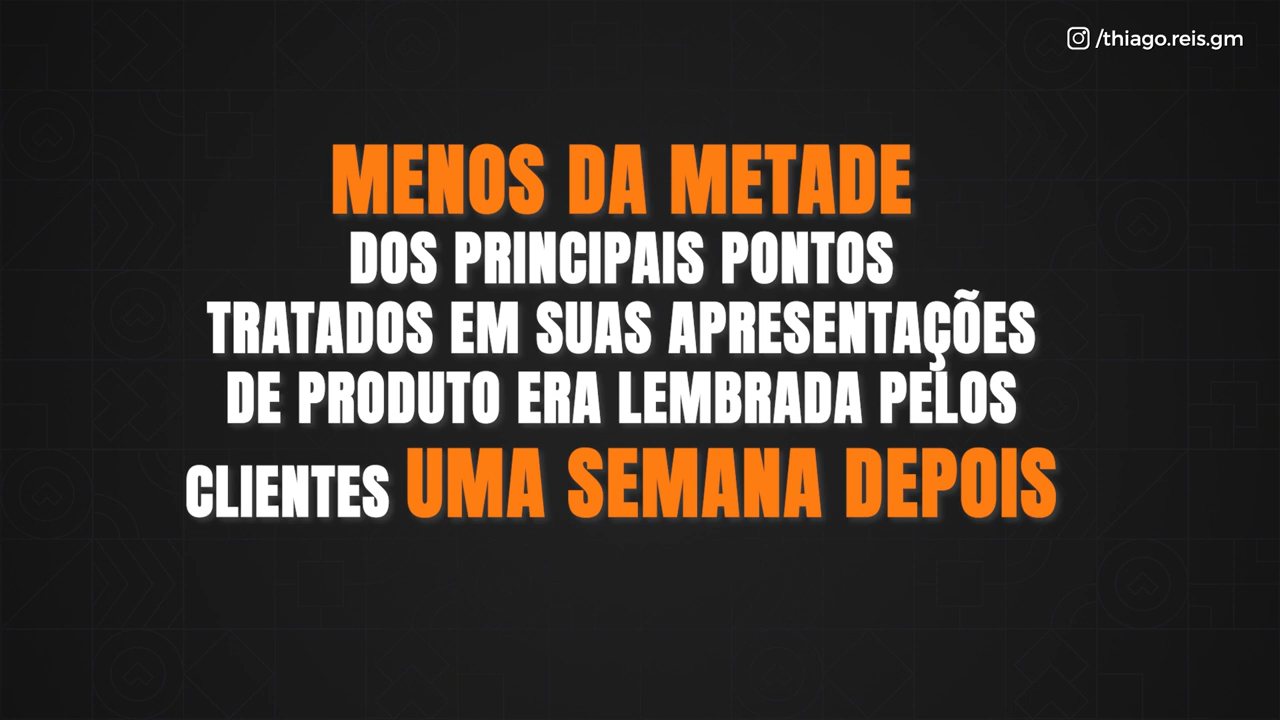 /thiago.reis.gm
MENOS DA METADE
DOS PRINCIPAIS PONTOS
TRATADOS EM SUAS APRESENTAÇÕES
DE PRODUTO ERA LEMBRADA PELOS
CLIENTES UMA SEMANA DEPOIS